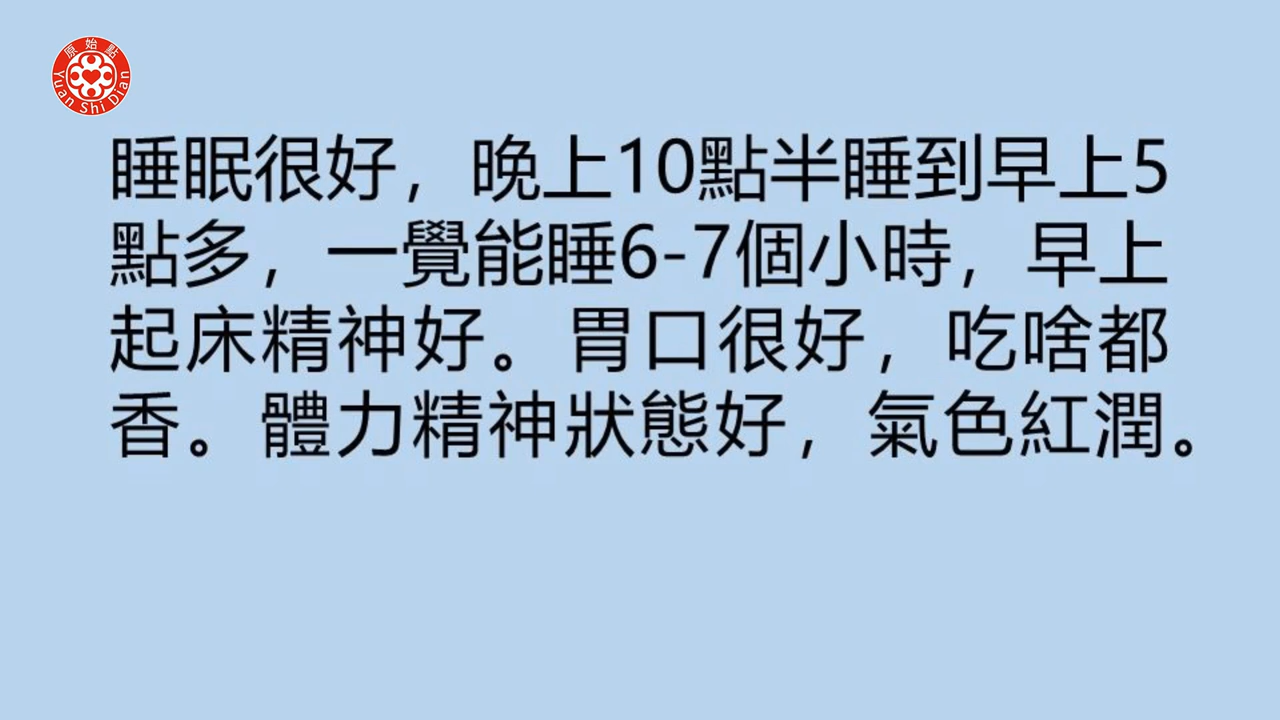 原始點
Yuan Shi Dian
睡眠很好，晚上10點半睡到早上5
點多，一覺能睡6-7個小時，早上
起床精神好。胃口很好，吃啥都
香。體力精神狀態好，氣色紅潤。